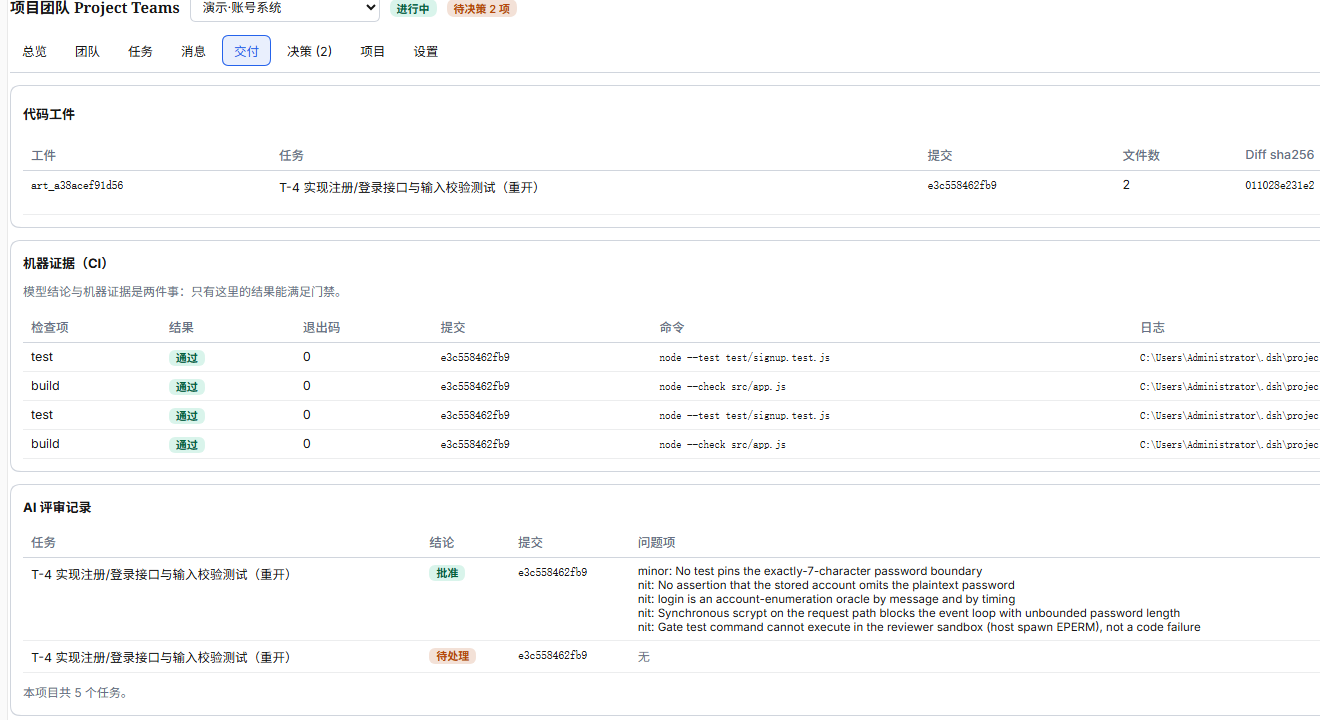 项目团队 Project Teams 演示·账号系统 进行中 待决策 2 项
总览 团队 任务 消息 交付 决策 (2) 项目 设置
代码工件
工件 任务 提交 文件数 Diff sha256
art_a38acef91d56 T-4 实现注册/登录接口与输入校验测试（重开） e3c558462fb9 2 011028e231e2
机器证据（CI）
模型结论与机器证据是两件事：只有这里的结果能满足门禁。
检查项 结果 退出码 提交 命令 日志
test 通过 0 e3c558462fb9 node --test test/signup.test.js C:\Users\Administrator\.dsh\projec
build 通过 0 e3c558462fb9 node --check src/app.js C:\Users\Administrator\.dsh\projec
test 通过 0 e3c558462fb9 node --test test/signup.test.js C:\Users\Administrator\.dsh\projec
build 通过 0 e3c558462fb9 node --check src/app.js C:\Users\Administrator\.dsh\projec
AI 评审记录
任务 结论 提交 问题项
T-4 实现注册/登录接口与输入校验测试（重开） 批准 e3c558462fb9 minor: No test pins the exactly-7-character password boundary
nit: No assertion that the stored account omits the plaintext password
nit: login is an account-enumeration oracle by message and by timing
nit: Synchronous scrypt on the request path blocks the event loop with unbounded password length
nit: Gate test command cannot execute in the reviewer sandbox (host spawn EPERM), not a code failure
T-4 实现注册/登录接口与输入校验测试（重开） 待处理 e3c558462fb9 无
本项目共 5 个任务。